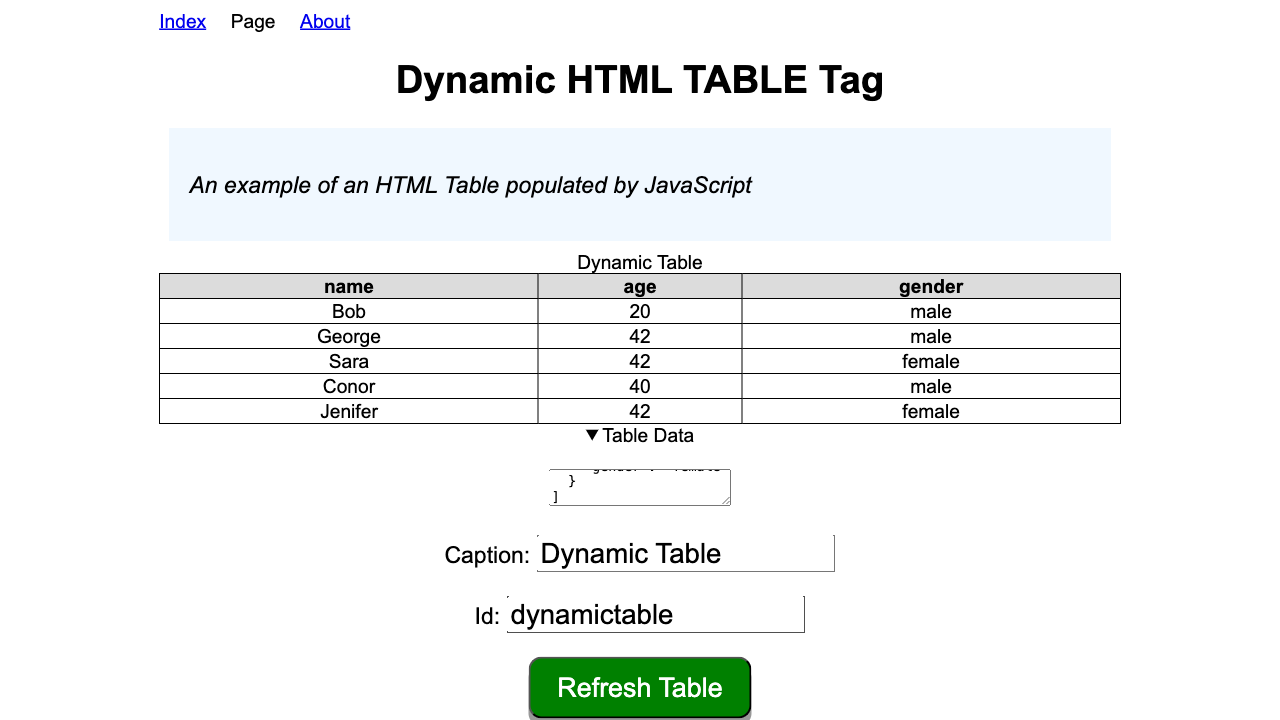 Index Page About
Dynamic HTML TABLE Tag
An example of an HTML Table populated by JavaScript
Dynamic Table
name age gender
Bob 20 male
George 42 male
Sara 42 female
Conor 40 male
Jenifer 42 female
▼ Table Data
}
]
Caption: Dynamic Table
Id: dynamictable
Refresh Table